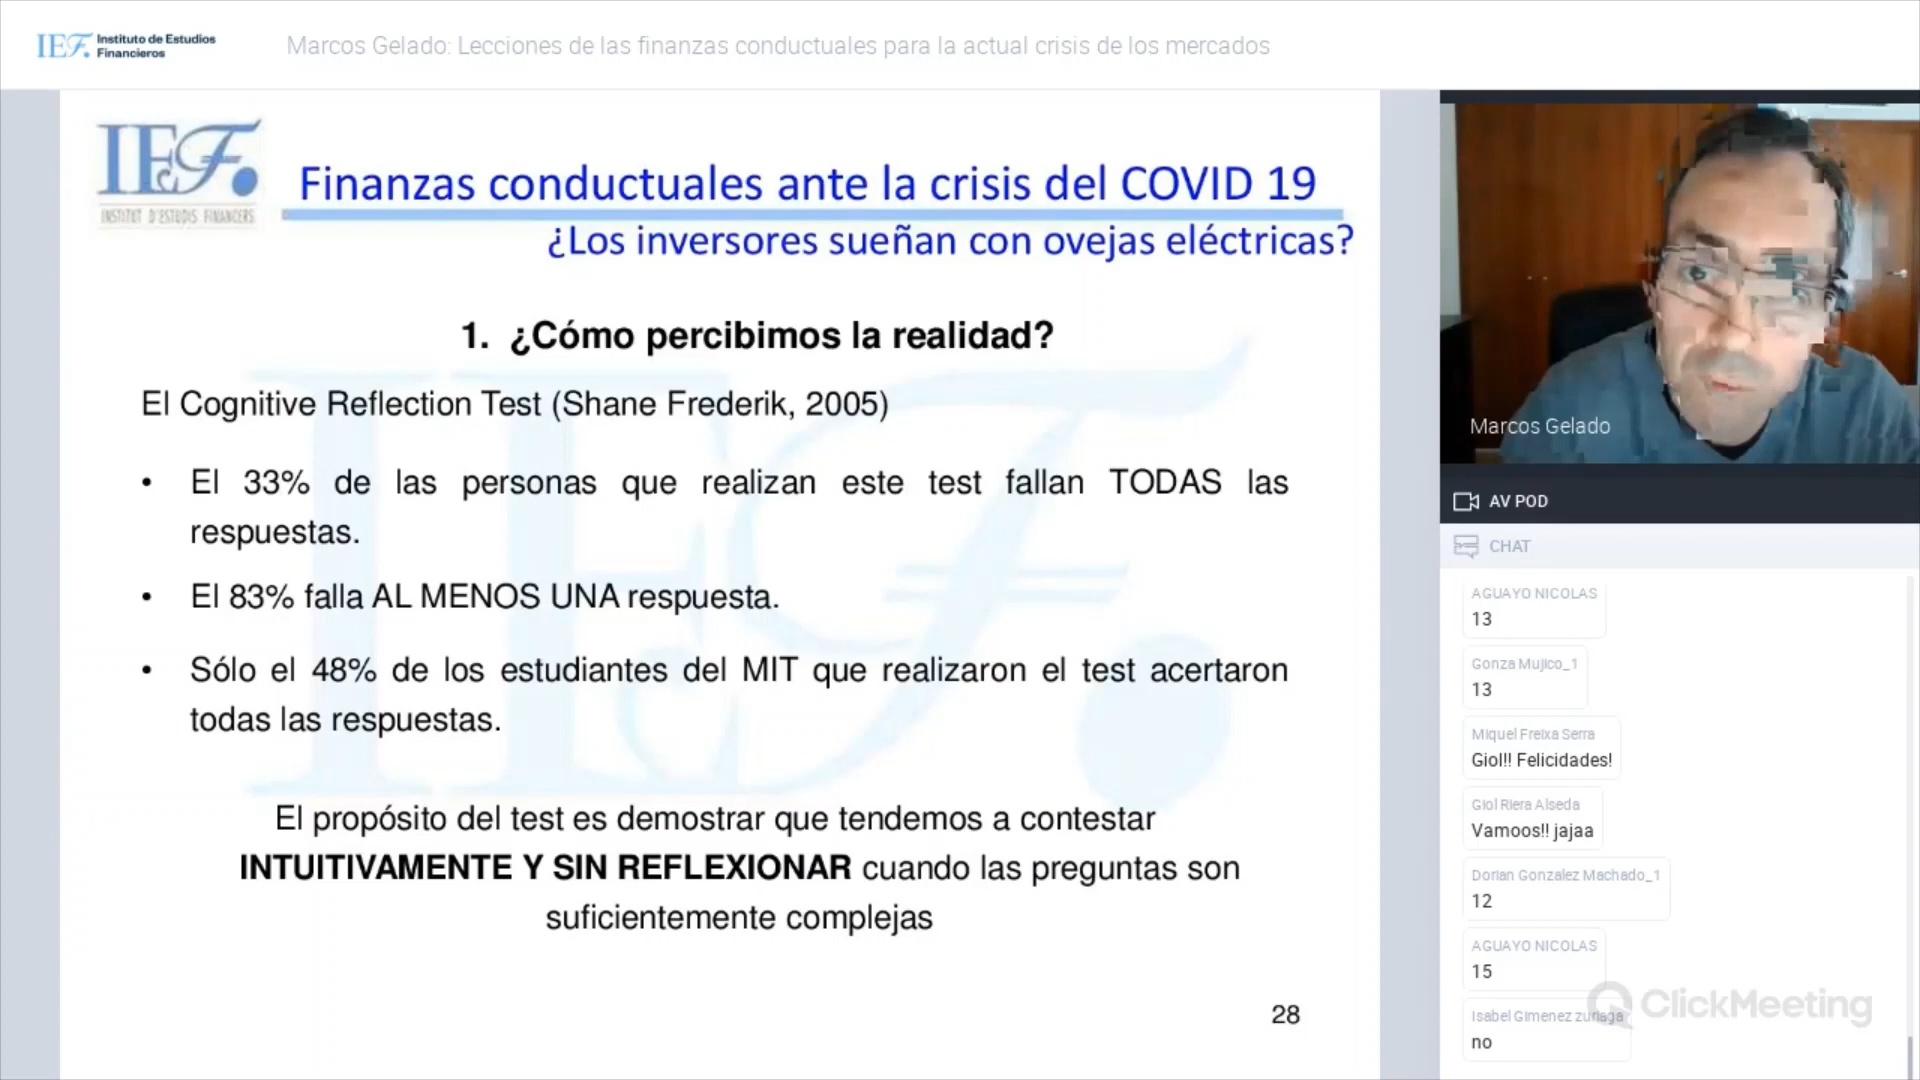 IEF. Instituto de Estudios
Financieros
Marcos Gelado: Lecciones de las finanzas conductuales para la actual crisis de los mercados
IEF.
INSTITUT D'ESTUDIS FINANCERS
Finanzas conductuales ante la crisis del COVID 19
¿Los inversores sueñan con ovejas eléctricas?
1. ¿Cómo percibimos la realidad?
El Cognitive Reflection Test (Shane Frederik, 2005)
• El 33% de las personas que realizan este test fallan TODAS las
respuestas.
• El 83% falla AL MENOS UNA respuesta.
• Sólo el 48% de los estudiantes del MIT que realizaron el test acertaron
todas las respuestas.
El propósito del test es demostrar que tendemos a contestar
INTUITIVAMENTE Y SIN REFLEXIONAR cuando las preguntas son
suficientemente complejas
28
Marcos Gelado
AV POD
CHAT
AGUAYO NICOLAS
13
Gonza Mujico_1
13
Miquel Freixa Serra
Giol!! Felicidades!
Giol Riera Alseda
Vamoos!! jajaa
Dorian Gonzalez Machado_1
12
AGUAYO NICOLAS
15
Isabel Gimenez zuriaga
no
ClickMeeting